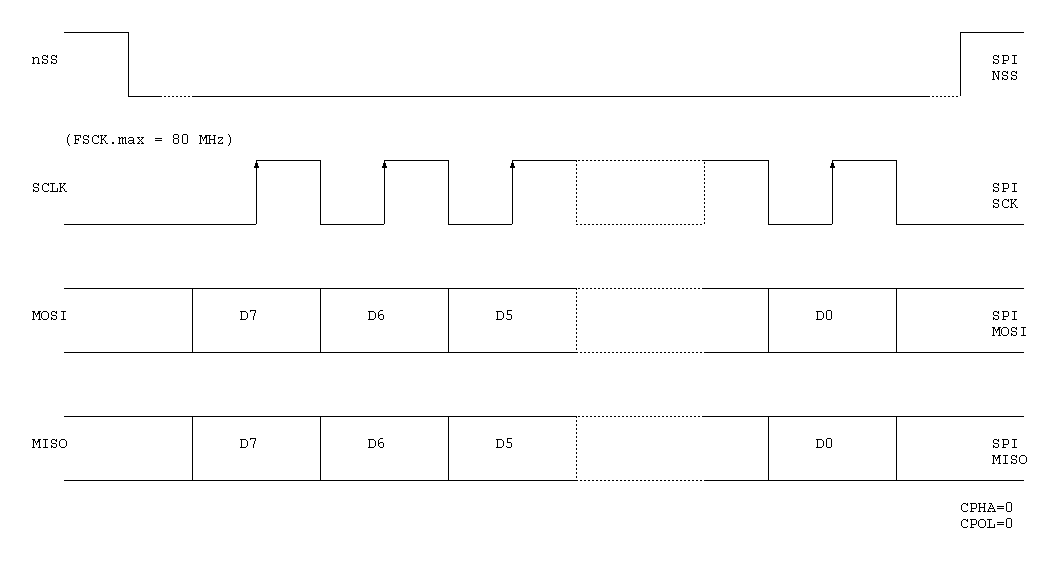 nSS
SPI
NSS
(FSCK.max = 80 MHz)
SCLK
SPI
SCK
MOSI
D7
D6
D5
D0
SPI
MOSI
MISO
D7
D6
D5
D0
SPI
MISO
CPHA=0
CPOL=0